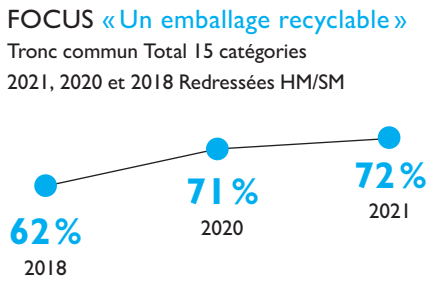 FOCUS « Un emballage recyclable »
Tronc commun Total 15 catégories
2021, 2020 et 2018 Redressées HM/SM
72 %
2021
71 %
2020
62 %
2018